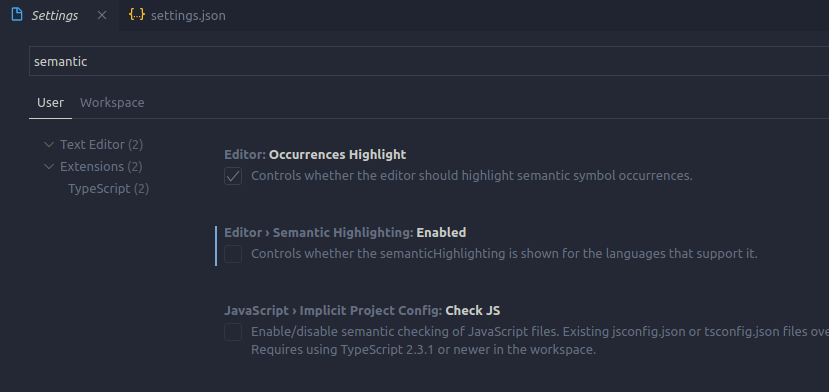 Settings
{..} settings.json
semantic
User Workspace
Text Editor (2)
Extensions (2)
TypeScript (2)
Editor: Occurrences Highlight
Controls whether the editor should highlight semantic symbol occurrences.
Editor › Semantic Highlighting: Enabled
Controls whether the semanticHighlighting is shown for the languages that support it.
JavaScript › Implicit Project Config: Check JS
Enable/disable semantic checking of JavaScript files. Existing jsconfig.json or tsconfig.json files ove
Requires using TypeScript 2.3.1 or newer in the workspace.